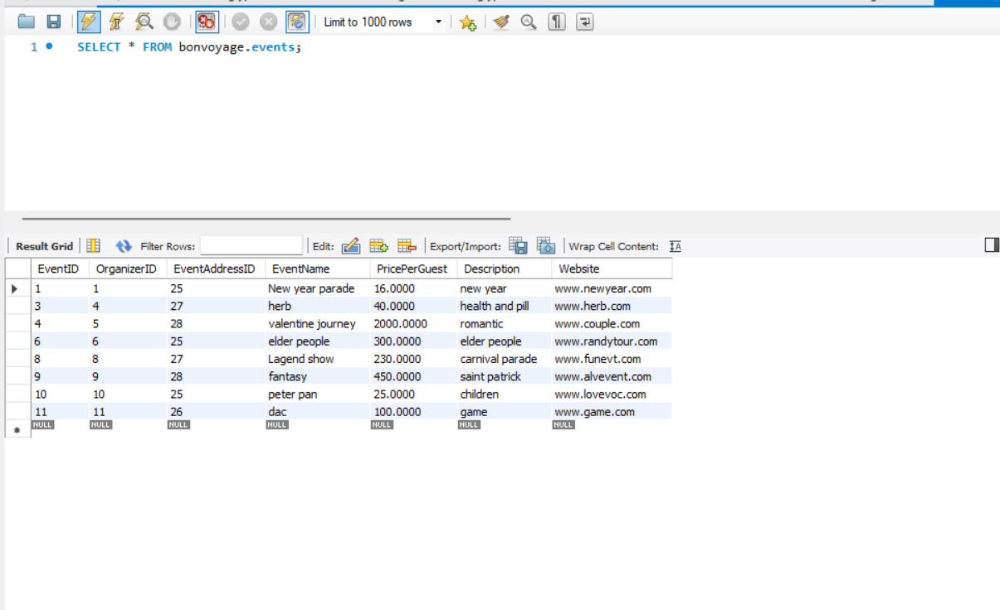 Limit to 1000 rows
1 SELECT * FROM bonvoyage.events;
Result Grid Filter Rows: Edit: Export/Import: Wrap Cell Content: IA
EventID OrganizerID EventAddressID EventName PricePerGuest Description Website
1 1 25 New year parade 16.0000 new year www.newyear.com
3 4 27 herb 40.0000 health and pill www.herb.com
4 5 28 valentine journey 2000.0000 romantic www.couple.com
6 6 25 elder people 300.0000 elder people www.randytour.com
8 8 27 Lagend show 230.0000 carnival parade www.funevt.com
9 9 28 fantasy 450.0000 saint patrick www.alvevent.com
10 10 25 peter pan 25.0000 children www.lovevoc.com
11 11 26 dac 100.0000 game www.game.com
NULL NULL NULL NULL NULL NULL NULL